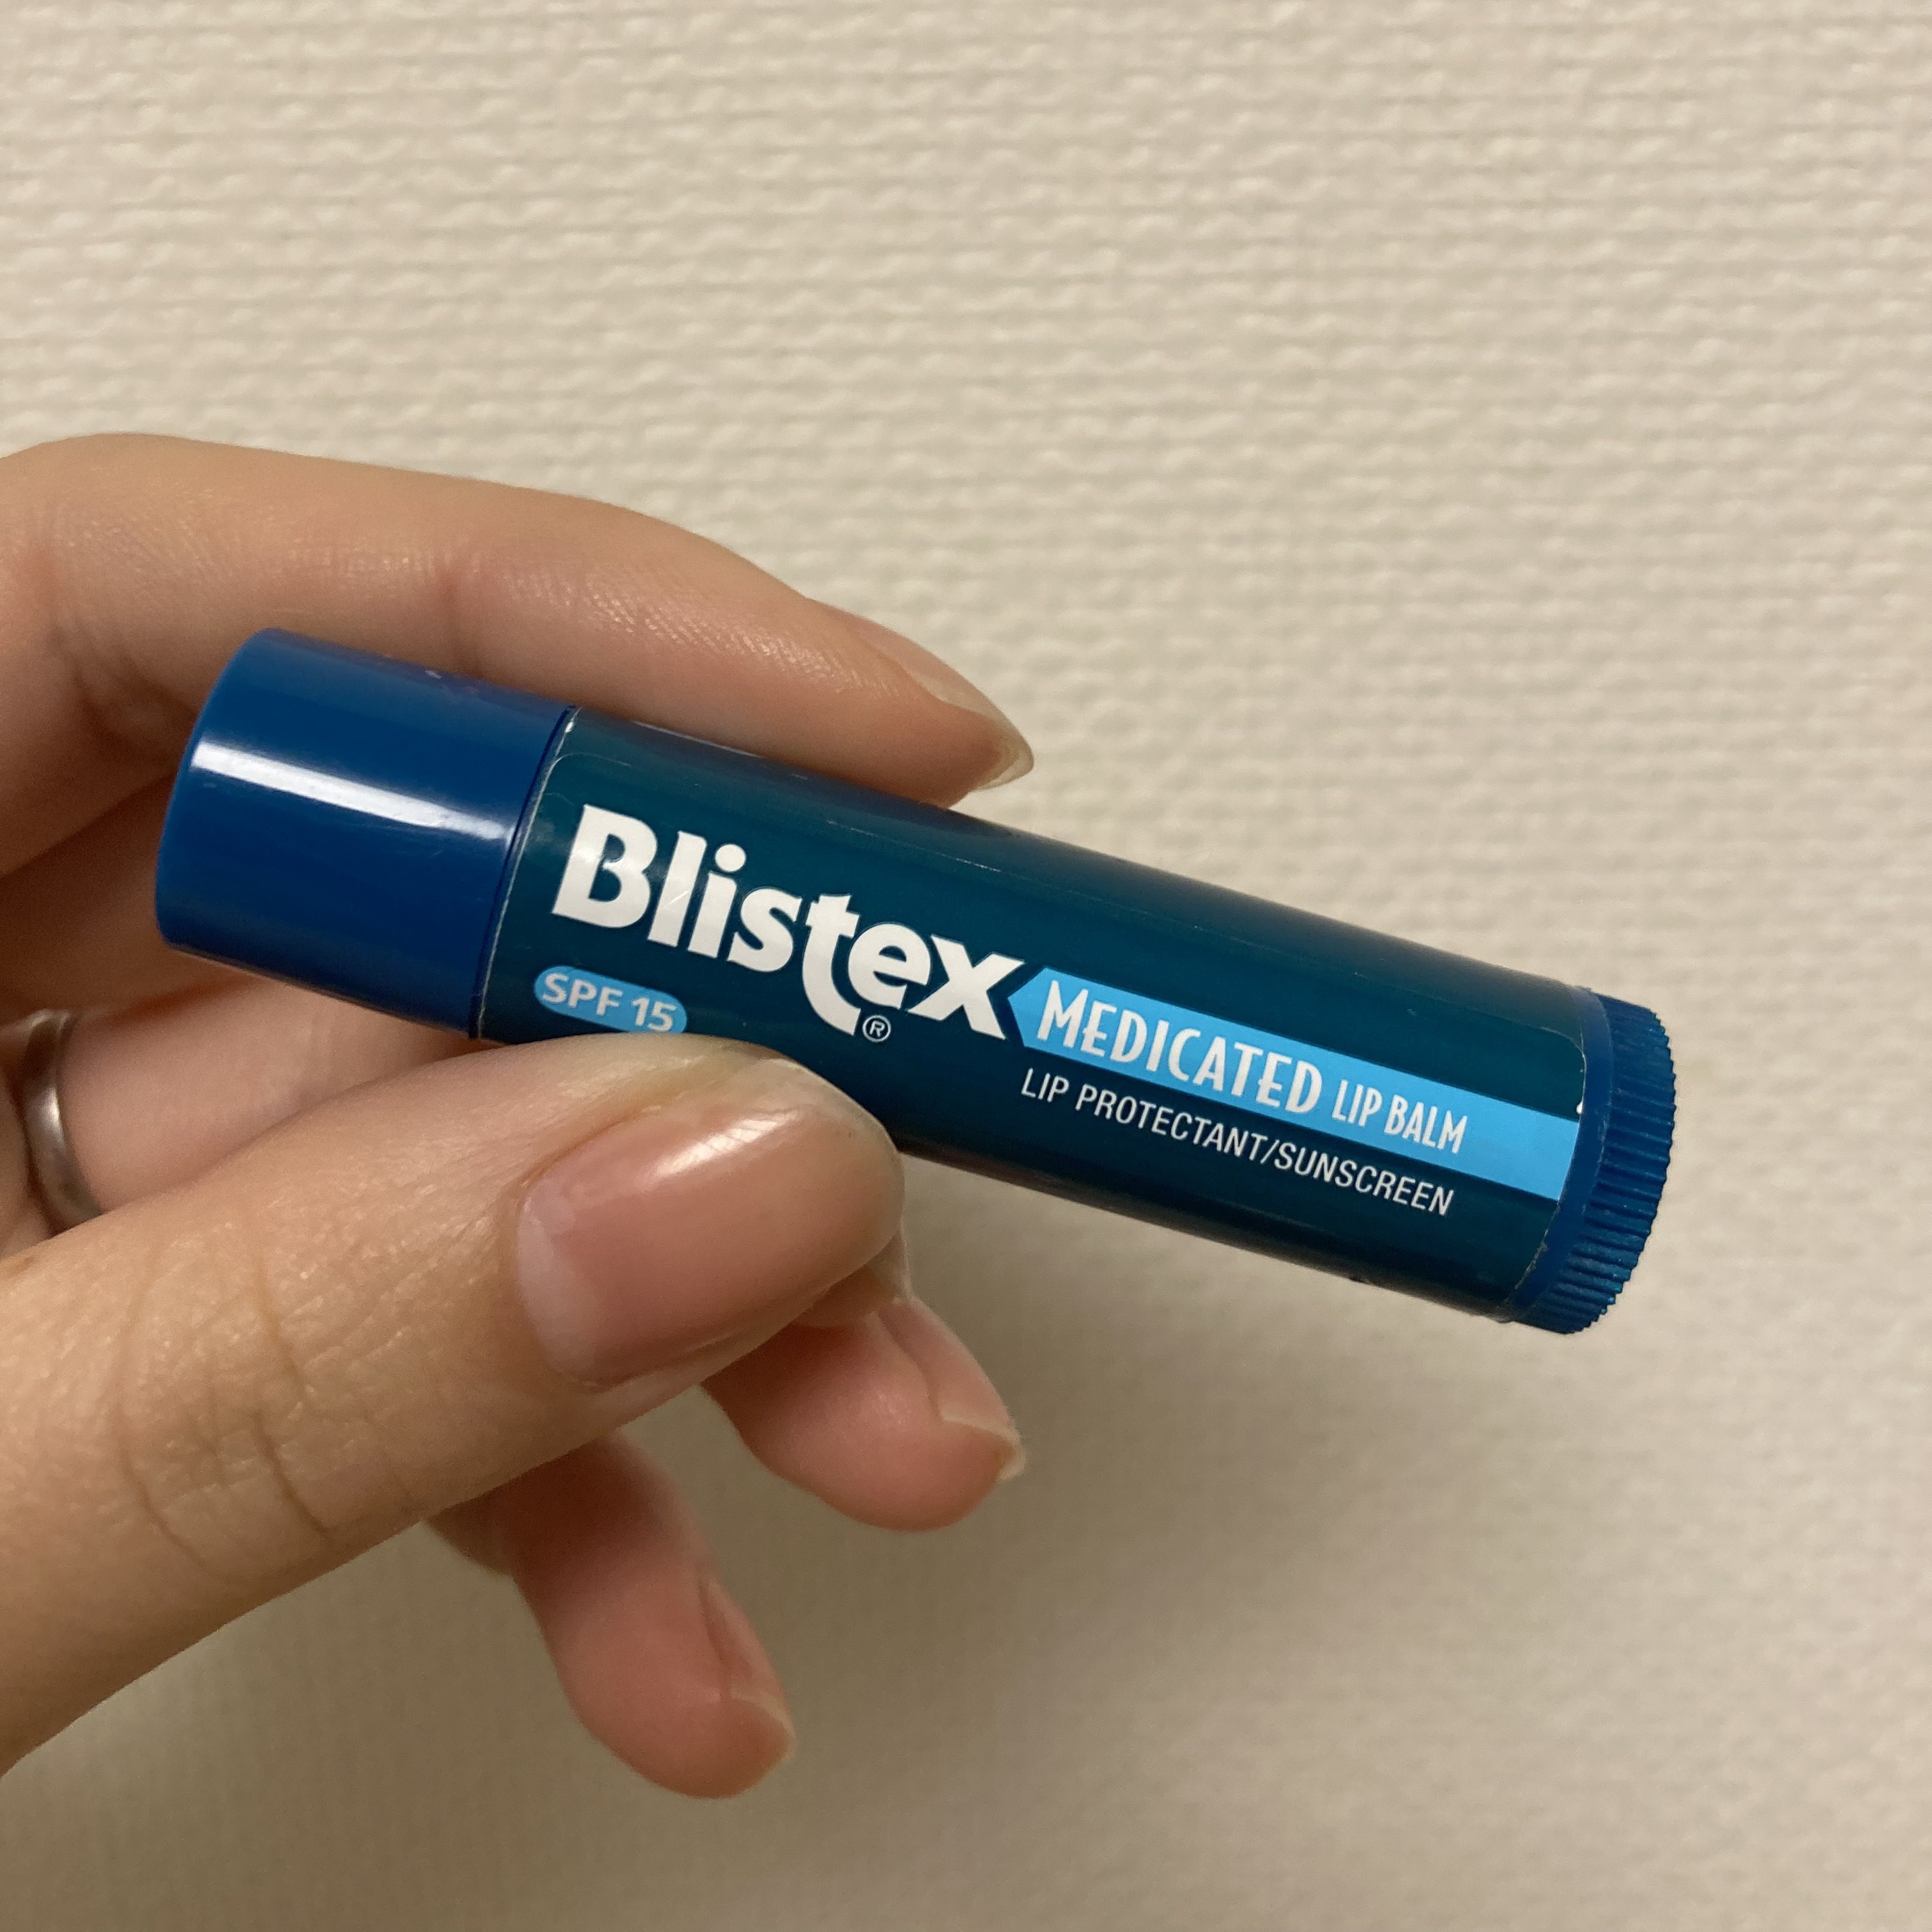 Blistex®
MEDICATED LIP BALM
SPF 15
LIP PROTECTANT/SUNSCREEN